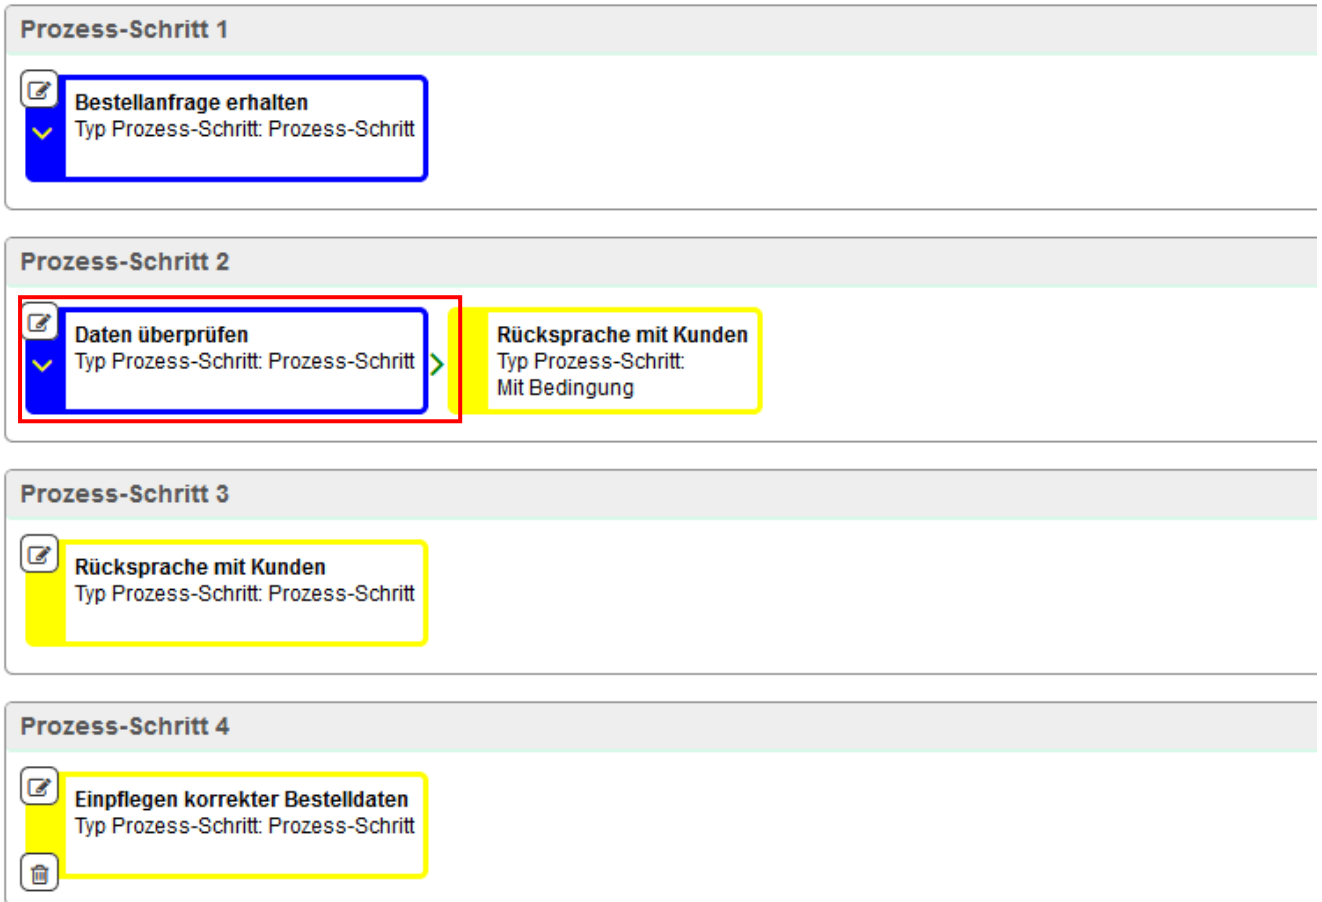 Prozess-Schritt 1
Bestellanfrage erhalten
Typ Prozess-Schritt: Prozess-Schritt
Prozess-Schritt 2
Daten überprüfen
Typ Prozess-Schritt: Prozess-Schritt
Rücksprache mit Kunden
Typ Prozess-Schritt:
Mit Bedingung
Prozess-Schritt 3
Rücksprache mit Kunden
Typ Prozess-Schritt: Prozess-Schritt
Prozess-Schritt 4
Einpflegen korrekter Bestelldaten
Typ Prozess-Schritt: Prozess-Schritt